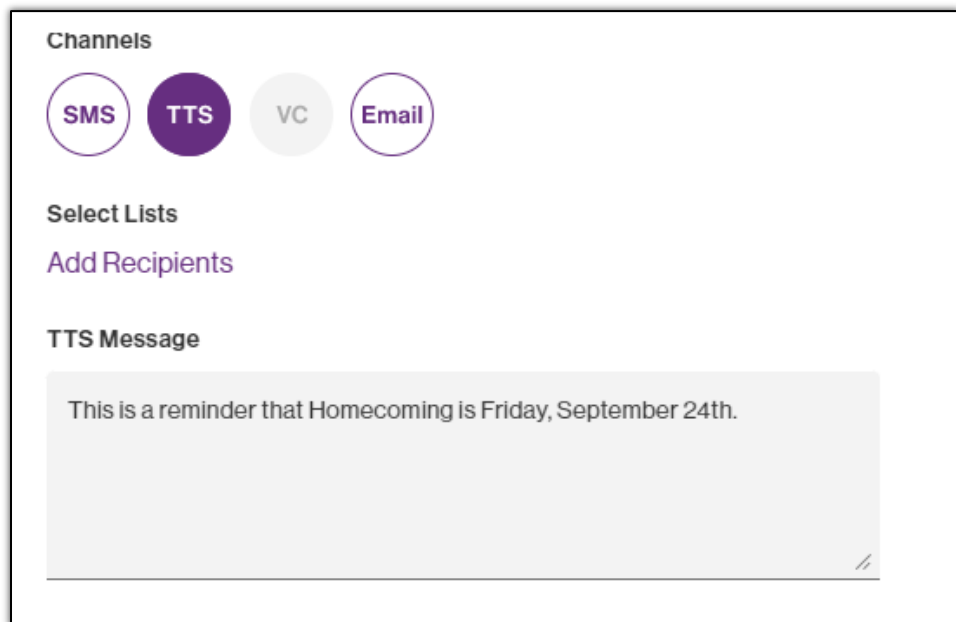 Channels
SMS TTS VC Email
Select Lists
Add Recipients
TTS Message
This is a reminder that Homecoming is Friday, September 24th.